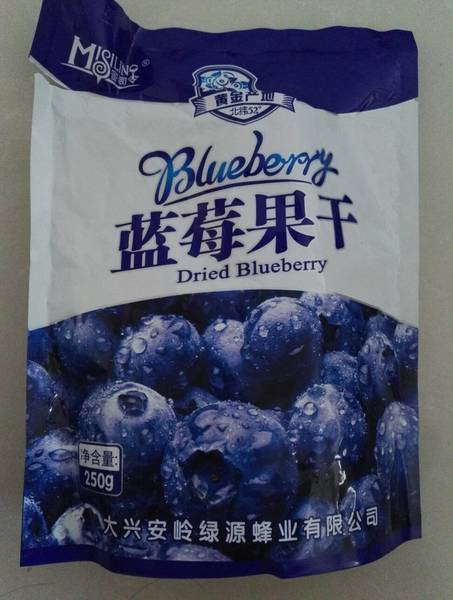 MISILING®
黄金产地
北纬52°
Blueberry
蓝莓果干
Dried Blueberry
净含量:
250g
大兴安岭绿源蜂业有限公司